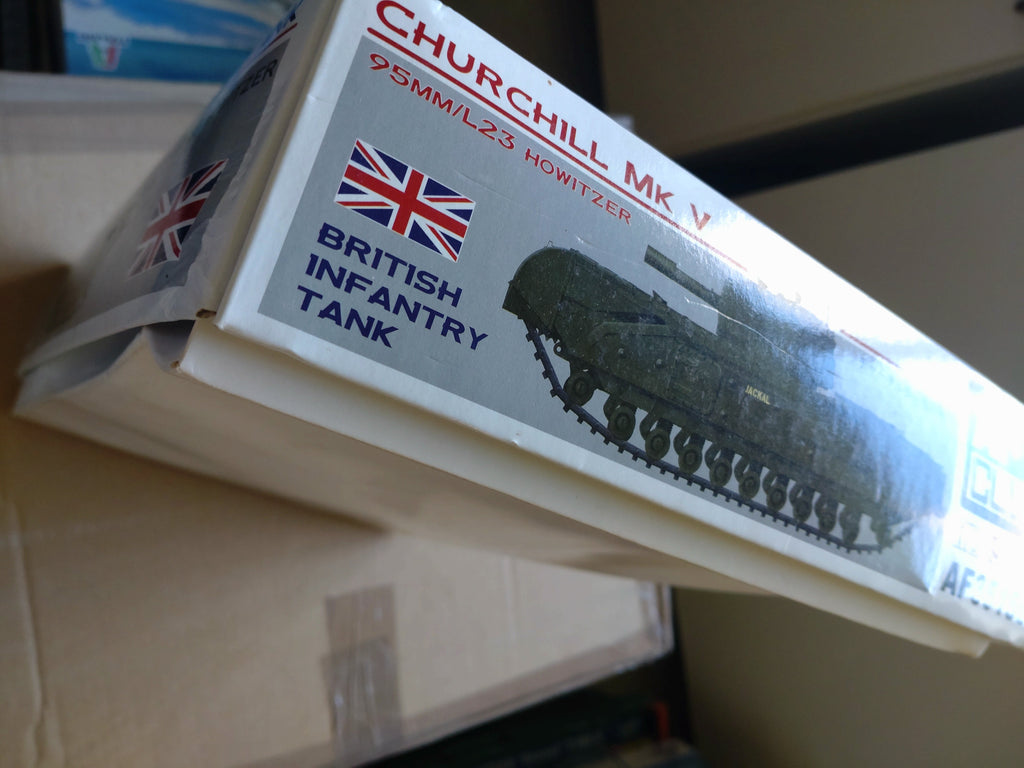 CHURCHILL MK V
95MM/L23 HOWITZER
BRITISH
INFANTRY
TANK
JACKAL